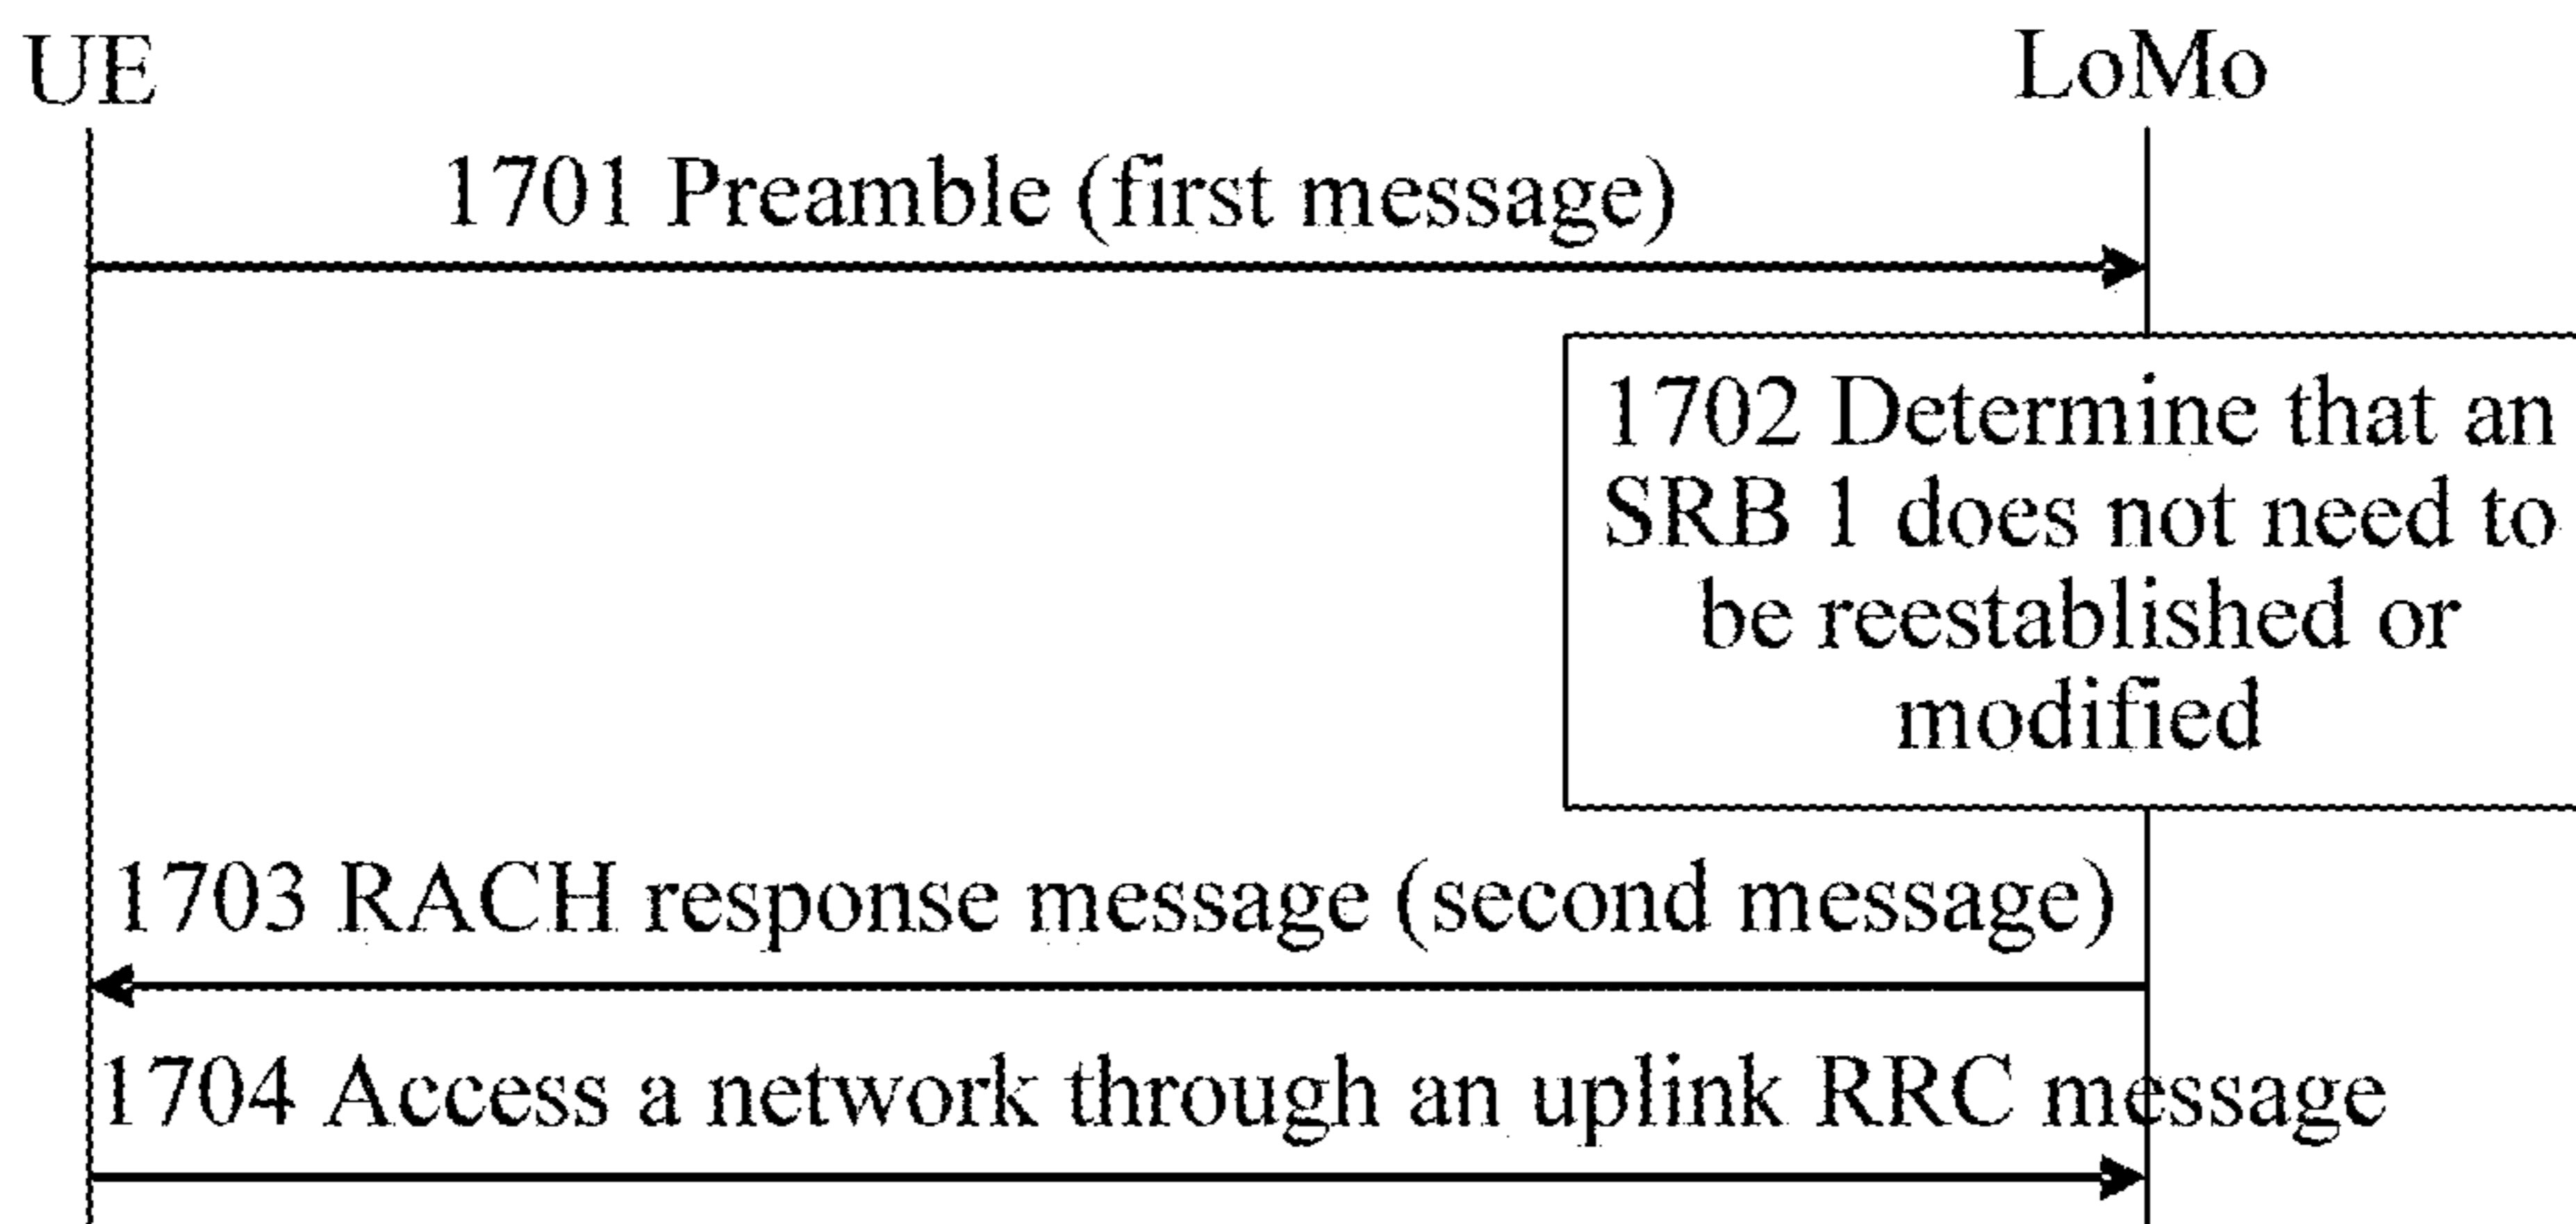 UE
LoMo
1701 Preamble (first message)
1702 Determine that an
SRB 1 does not need to
be reestablished or
modified
1703 RACH response message (second message)
1704 Access a network through an uplink RRC message